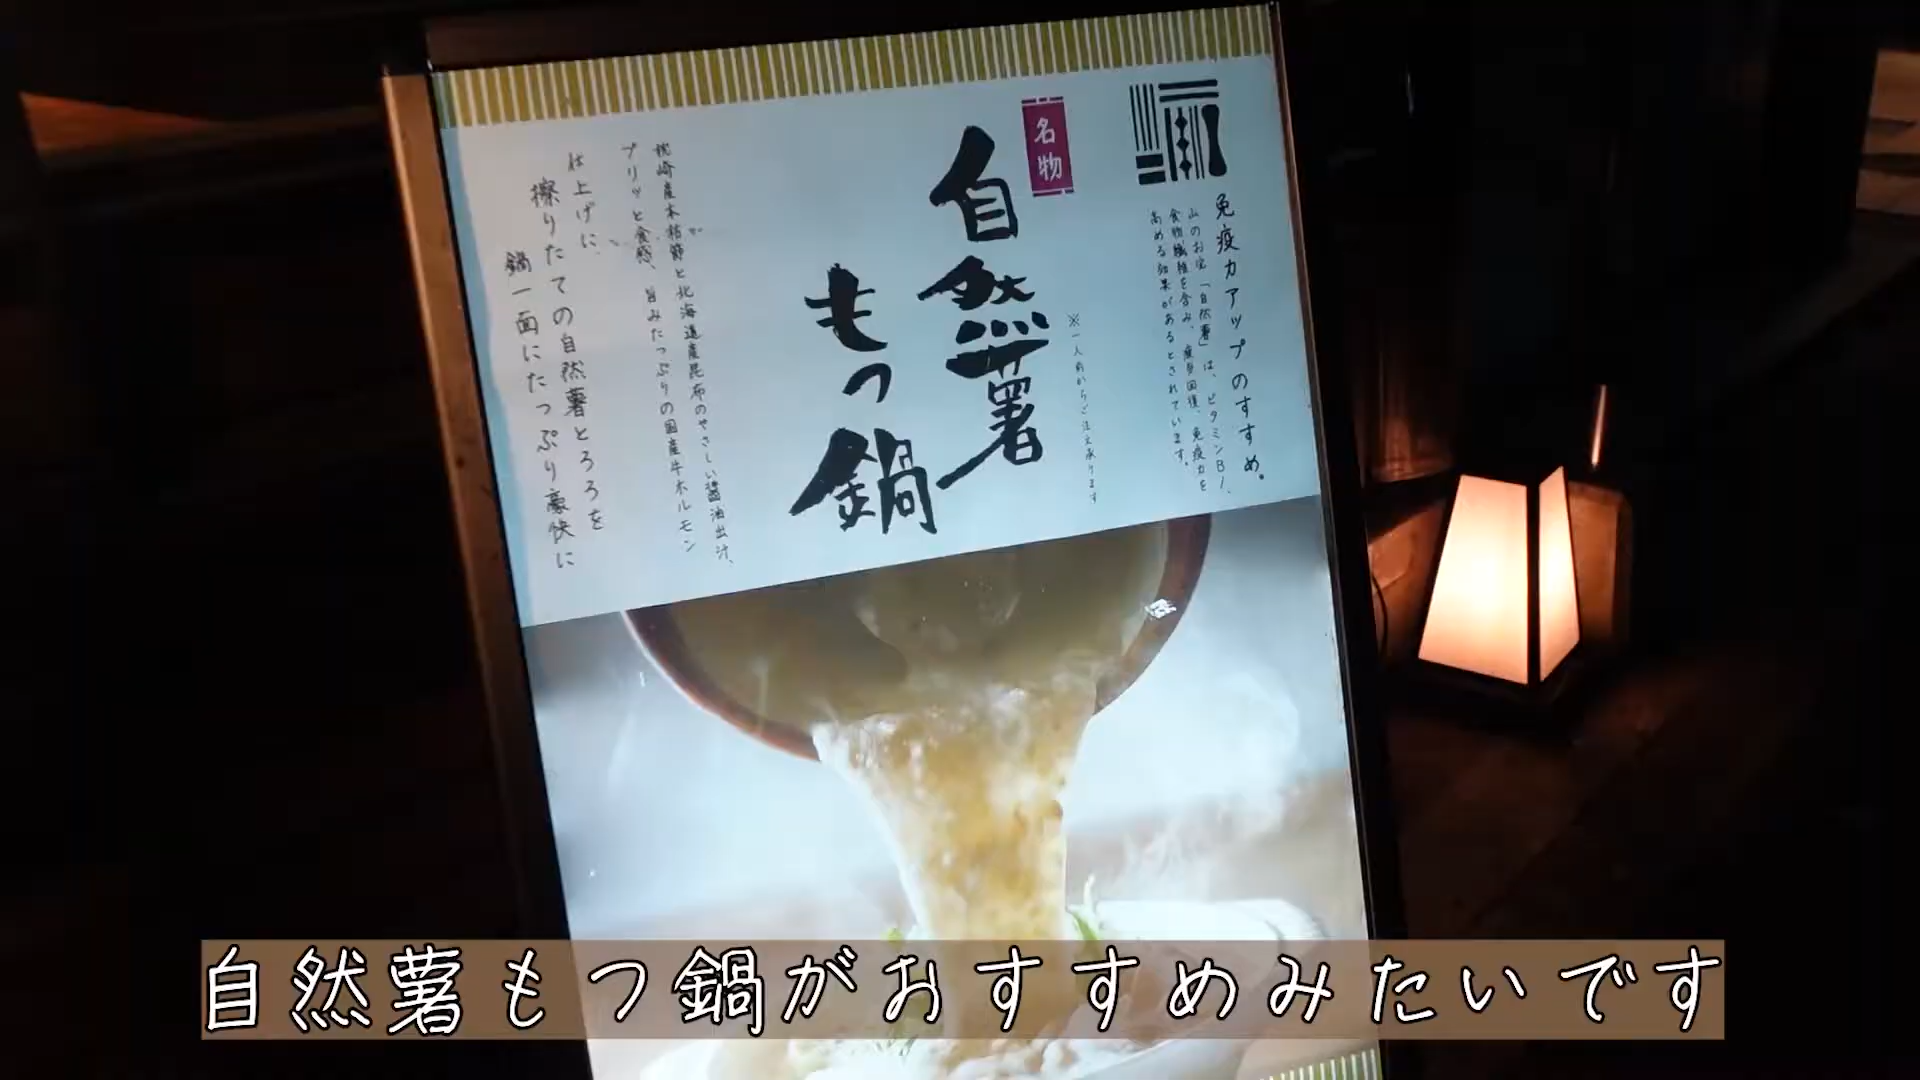 免疫力アップのすすめ。
山のお宝「自然薯」は、ビタミンB1、
食物繊維を含み、疲労回復、免疫力を
高める効果があるとされています。
名物
自然薯
もつ鍋
※一人前からご注文承ります
枕崎産本枯節と北海道産昆布のやさしい醤油出汁、
プリッと食感、旨みたっぷりの国産牛ホルモン
仕上げに、
擦りたての自然薯とろろを
鍋一面にたっぷり豪快に
自然薯もつ鍋がおすすめみたいです